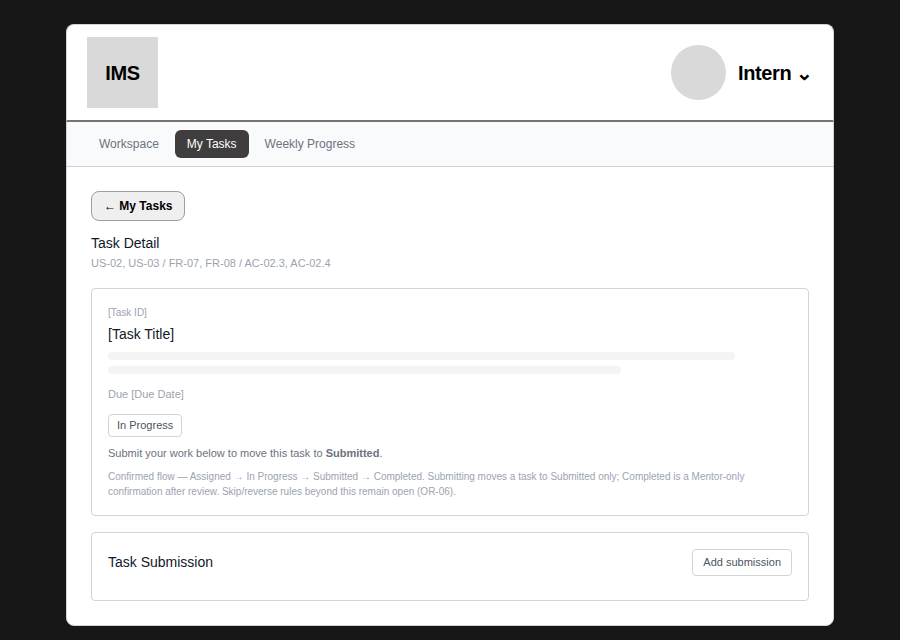 IMS
Intern
Workspace
My Tasks
Weekly Progress
← My Tasks
Task Detail
US-02, US-03 / FR-07, FR-08 / AC-02.3, AC-02.4
[Task ID]
[Task Title]
Due [Due Date]
In Progress
Submit your work below to move this task to Submitted.
Confirmed flow — Assigned → In Progress → Submitted → Completed. Submitting moves a task to Submitted only; Completed is a Mentor-only
confirmation after review. Skip/reverse rules beyond this remain open (OR-06).
Task Submission
Add submission